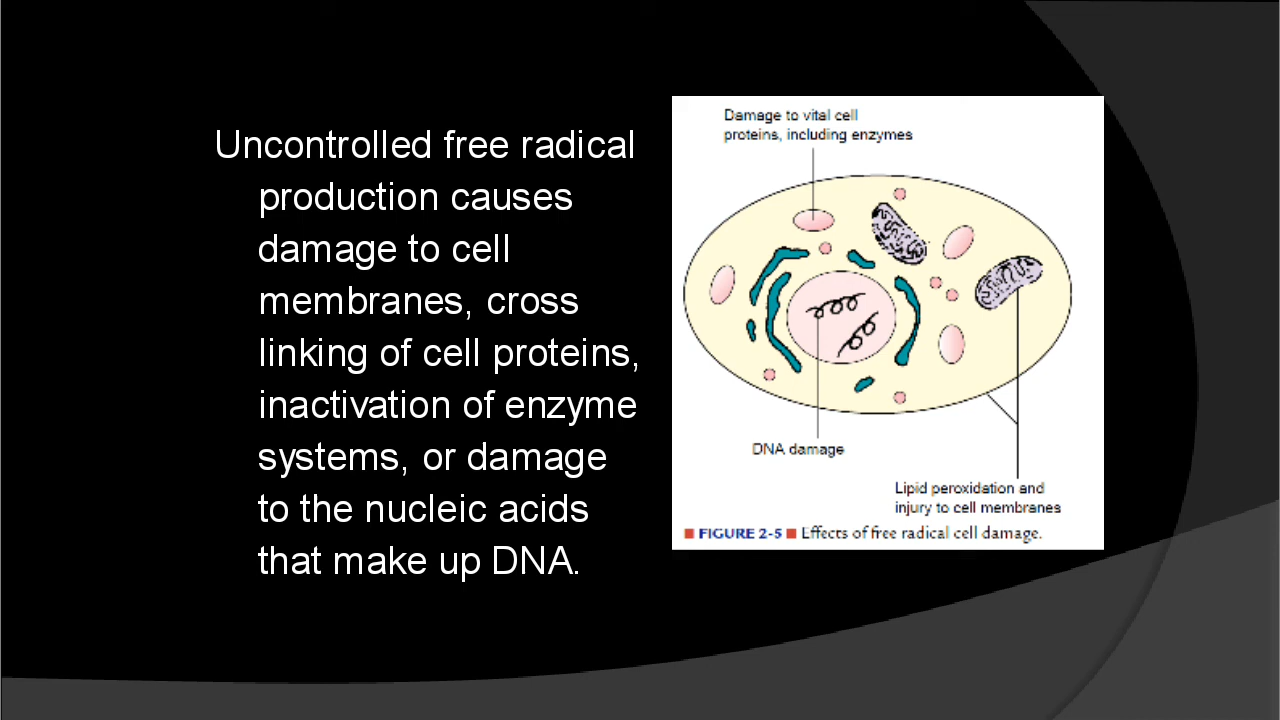 Uncontrolled free radical
production causes
damage to cell
membranes, cross
linking of cell proteins,
inactivation of enzyme
systems, or damage
to the nucleic acids
that make up DNA.
Damage to vital cell
proteins, including enzymes
DNA damage
Lipid peroxidation and
injury to cell membranes
■ FIGURE 2-5 ■ Effects of free radical cell damage.